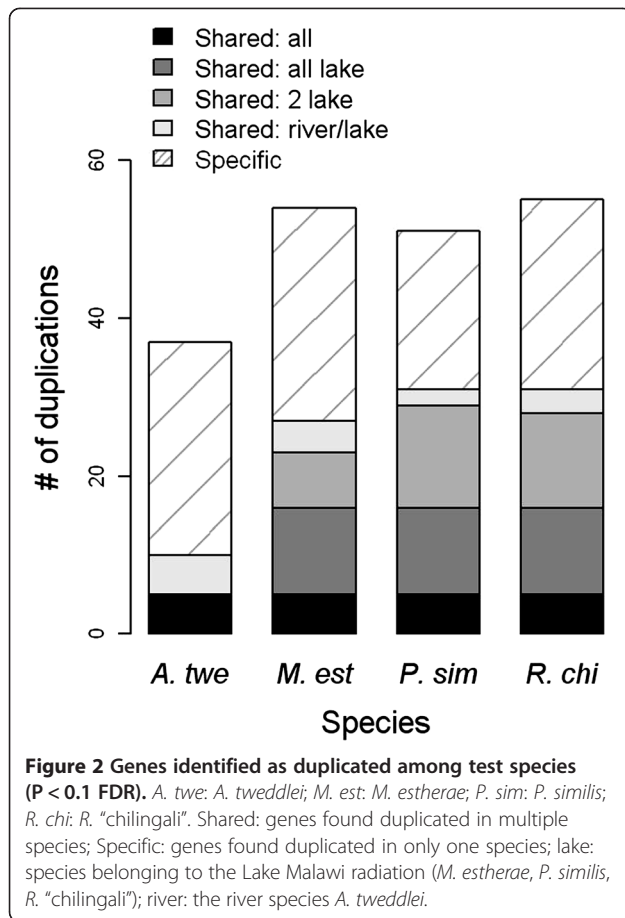 Shared: all
Shared: all lake
Shared: 2 lake
Shared: river/lake
Specific
# of duplications
60
40
20
0
A. twe M. est P. sim R. chi
Species
Figure 2 Genes identified as duplicated among test species
(P < 0.1 FDR). A. twe: A. tweddlei; M. est: M. estherae; P. sim: P. similis;
R. chi: R. “chilingali”. Shared: genes found duplicated in multiple
species; Specific: genes found duplicated in only one species; lake:
species belonging to the Lake Malawi radiation (M. estherae, P. similis,
R. “chilingali”); river: the river species A. tweddlei.